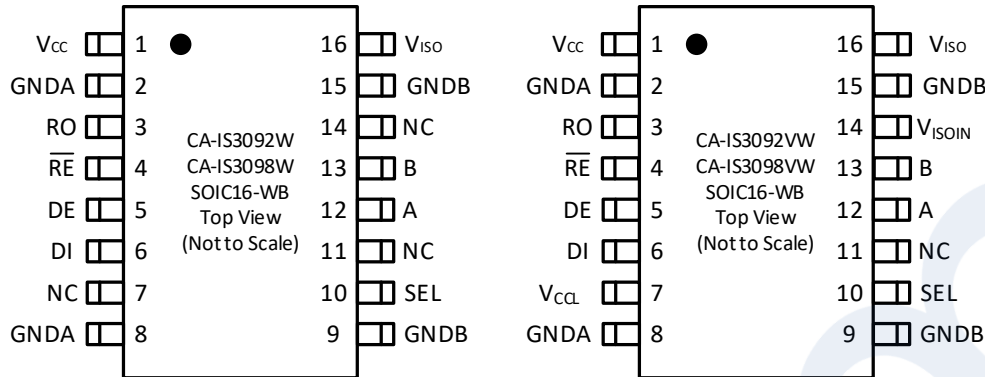 Vcc 1 16 VISO
GNDA 2 15 GNDB
RO 3 14 NC
RE 4 13 B
DE 5 12 A
DI 6 11 NC
NC 7 10 SEL
GNDA 8 9 GNDB
CA-IS3092W
CA-IS3098W
SOIC16-WB
Top View
(Not to Scale)
Vcc 1 16 VISO
GNDA 2 15 GNDB
RO 3 14 VISOIN
RE 4 13 B
DE 5 12 A
DI 6 11 NC
VCCL 7 10 SEL
GNDA 8 9 GNDB
CA-IS3092VW
CA-IS3098VW
SOIC16-WB
Top View
(Not to Scale)